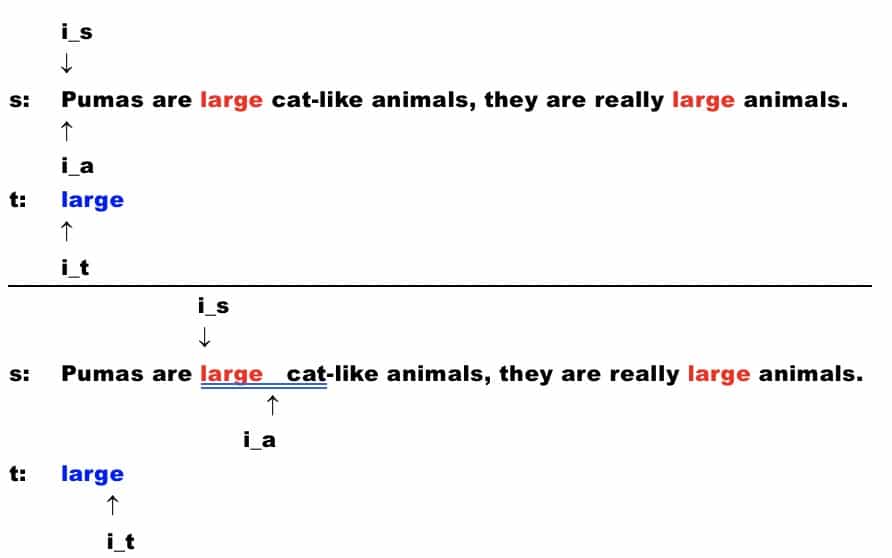 i_s
↓
s: Pumas are large cat-like animals, they are really large animals.
↑
i_a
t: large
↑
i_t
i_s
↓
s: Pumas are large cat-like animals, they are really large animals.
↑
i_a
t: large
↑
i_t